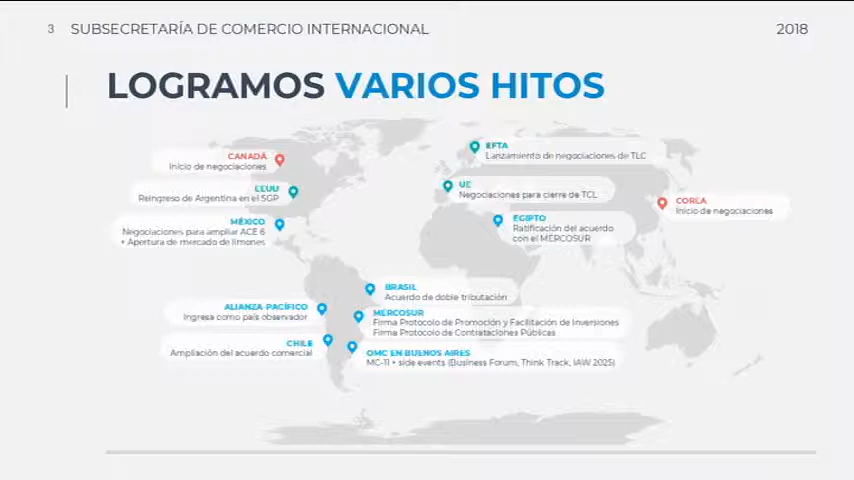 3 SUBSECRETARÍA DE COMERCIO INTERNACIONAL 2018
LOGRAMOS VARIOS HITOS
CANADÁ
Inicio de negociaciones
EEUU
Reingreso de Argentina en el SGP
MÉXICO
Negociaciones para ampliar ACE 6
+ Apertura de mercado de limones
EFTA
Lanzamiento de negociaciones de TLC
UE
Negociaciones para cierre de TCL
EGIPTO
Ratificación del acuerdo
con el MERCOSUR
COREA
Inicio de negociaciones
BRASIL
Acuerdo de doble tributación
ALIANZA PACÍFICO
Ingresa como país observador
MERCOSUR
Firma Protocolo de Promoción y Facilitación de Inversiones
Firma Protocolo de Contrataciones Públicas
CHILE
Ampliación del acuerdo comercial
OMC EN BUENOS AIRES
MC-11 + side events (Business Forum, Think Track, IAW 2025)